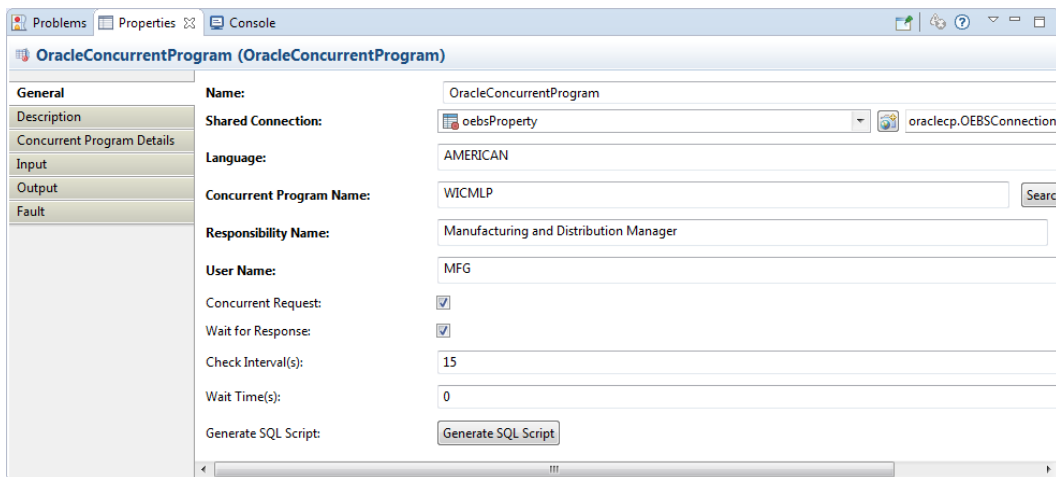 Problems Properties Console
OracleConcurrentProgram (OracleConcurrentProgram)
General
Description
Concurrent Program Details
Input
Output
Fault
Name: OracleConcurrentProgram
Shared Connection: oebsProperty oraclecp.OEBSConnection
Language: AMERICAN
Concurrent Program Name: WICMLP Searc
Responsibility Name: Manufacturing and Distribution Manager
User Name: MFG
Concurrent Request:
Wait for Response:
Check Interval(s): 15
Wait Time(s): 0
Generate SQL Script: Generate SQL Script